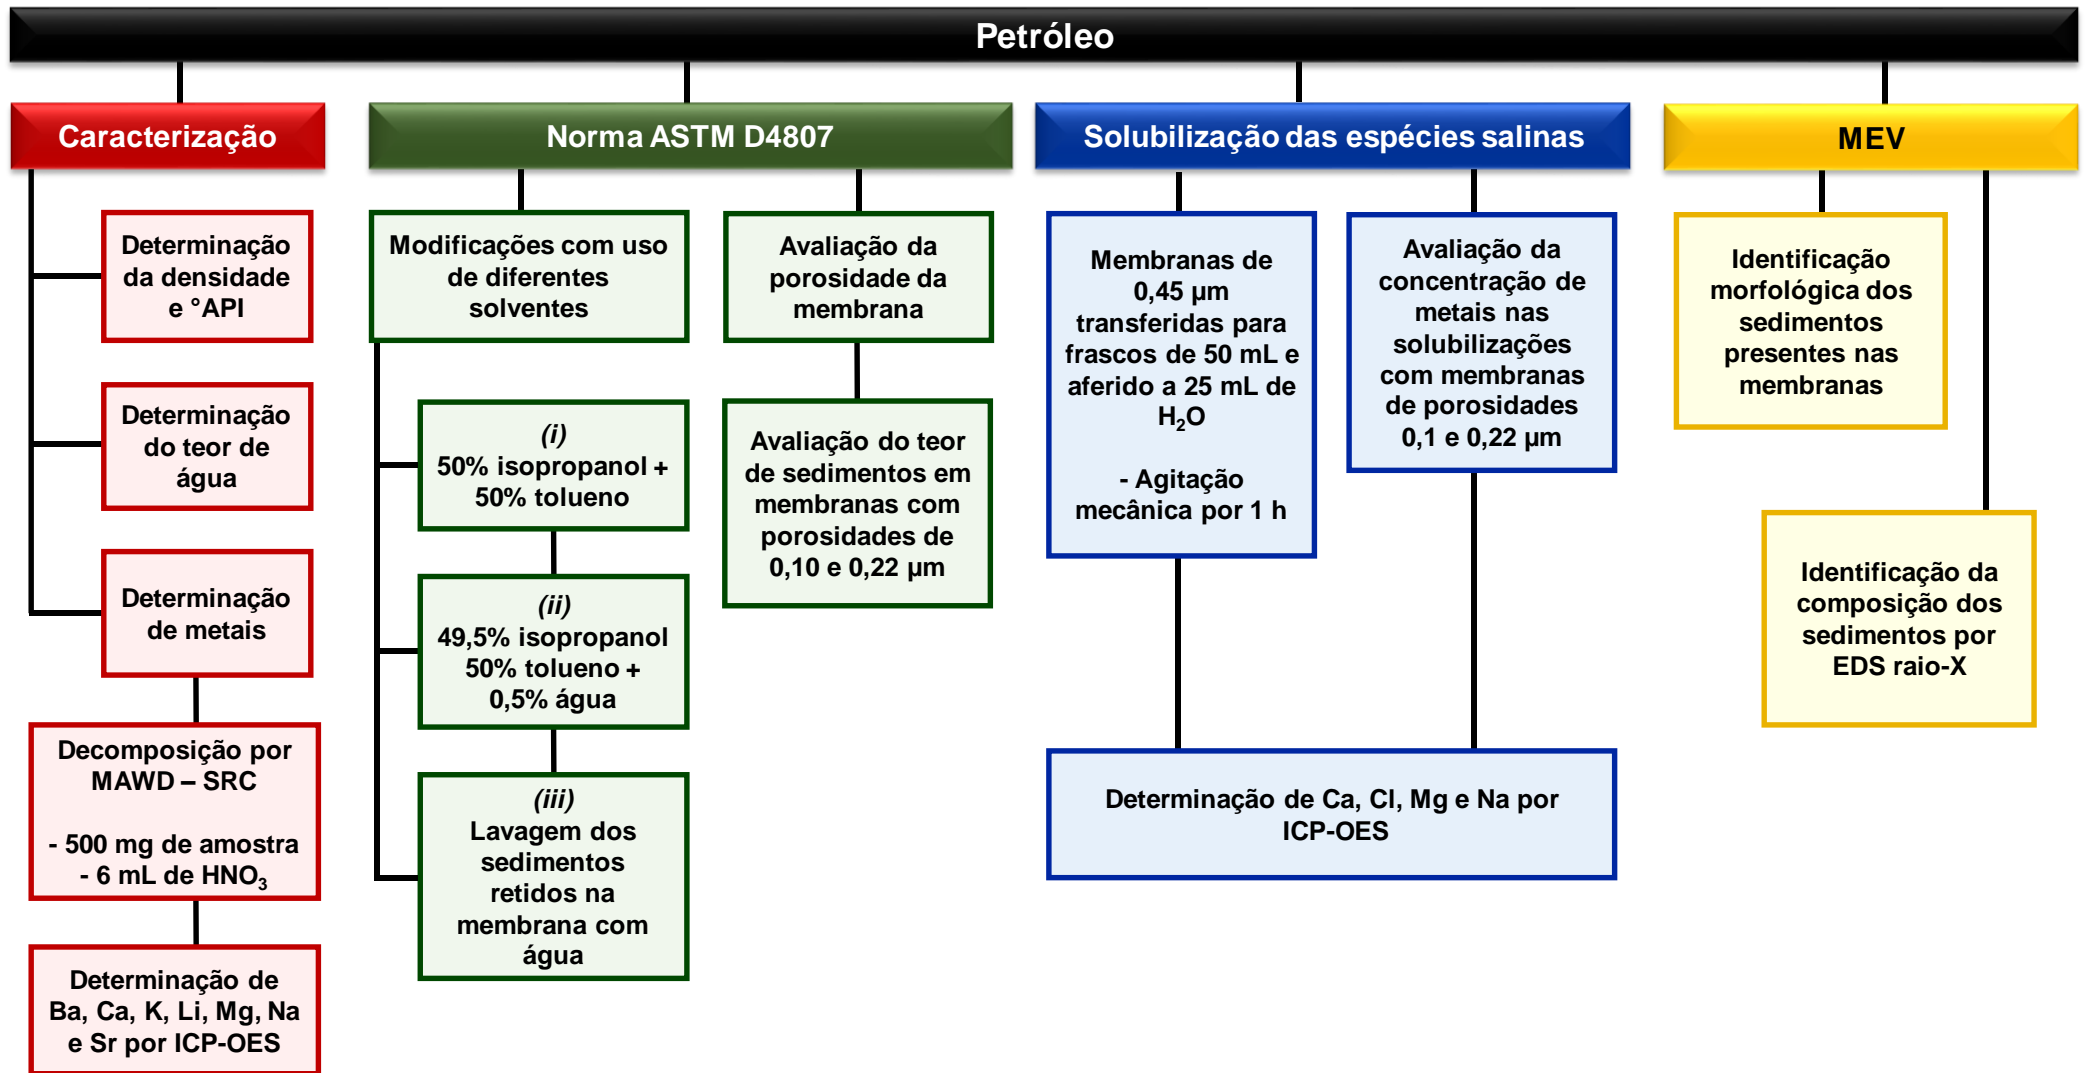 Petróleo
Caracterização
Determinação
da densidade
e °API
Determinação
do teor de
água
Determinação
de metais
Decomposição por
MAWD – SRC
- 500 mg de amostra
- 6 mL de HNO₃
Determinação de
Ba, Ca, K, Li, Mg, Na
e Sr por ICP-OES
Norma ASTM D4807
Modificações com uso
de diferentes
solventes
(i)
50% isopropanol +
50% tolueno
(ii)
49,5% isopropanol
50% tolueno +
0,5% água
(iii)
Lavagem dos
sedimentos
retidos na
membrana com
água
Avaliação da
porosidade da
membrana
Avaliação do teor
de sedimentos em
membranas com
porosidades de
0,10 e 0,22 µm
Solubilização das espécies salinas
Membranas de
0,45 µm
transferidas para
frascos de 50 mL e
aferido a 25 mL de
H₂O
- Agitação
mecânica por 1 h
Avaliação da
concentração de
metais nas
solubilizações
com membranas
de porosidades
0,1 e 0,22 µm
Determinação de Ca, Cl, Mg e Na por
ICP-OES
MEV
Identificação
morfológica dos
sedimentos
presentes nas
membranas
Identificação da
composição dos
sedimentos por
EDS raio-X